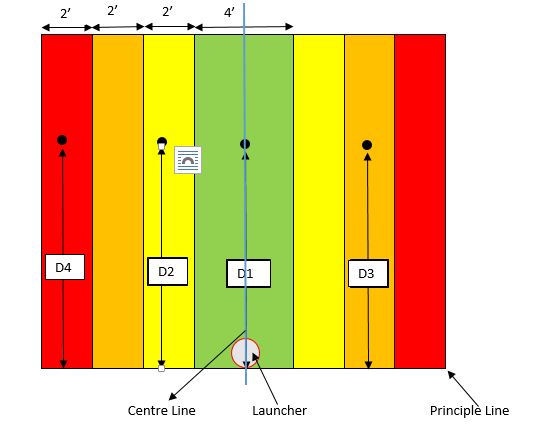 2’ 2’ 2’ 4’
D4 D2 D1 D3
Centre Line Launcher Principle Line